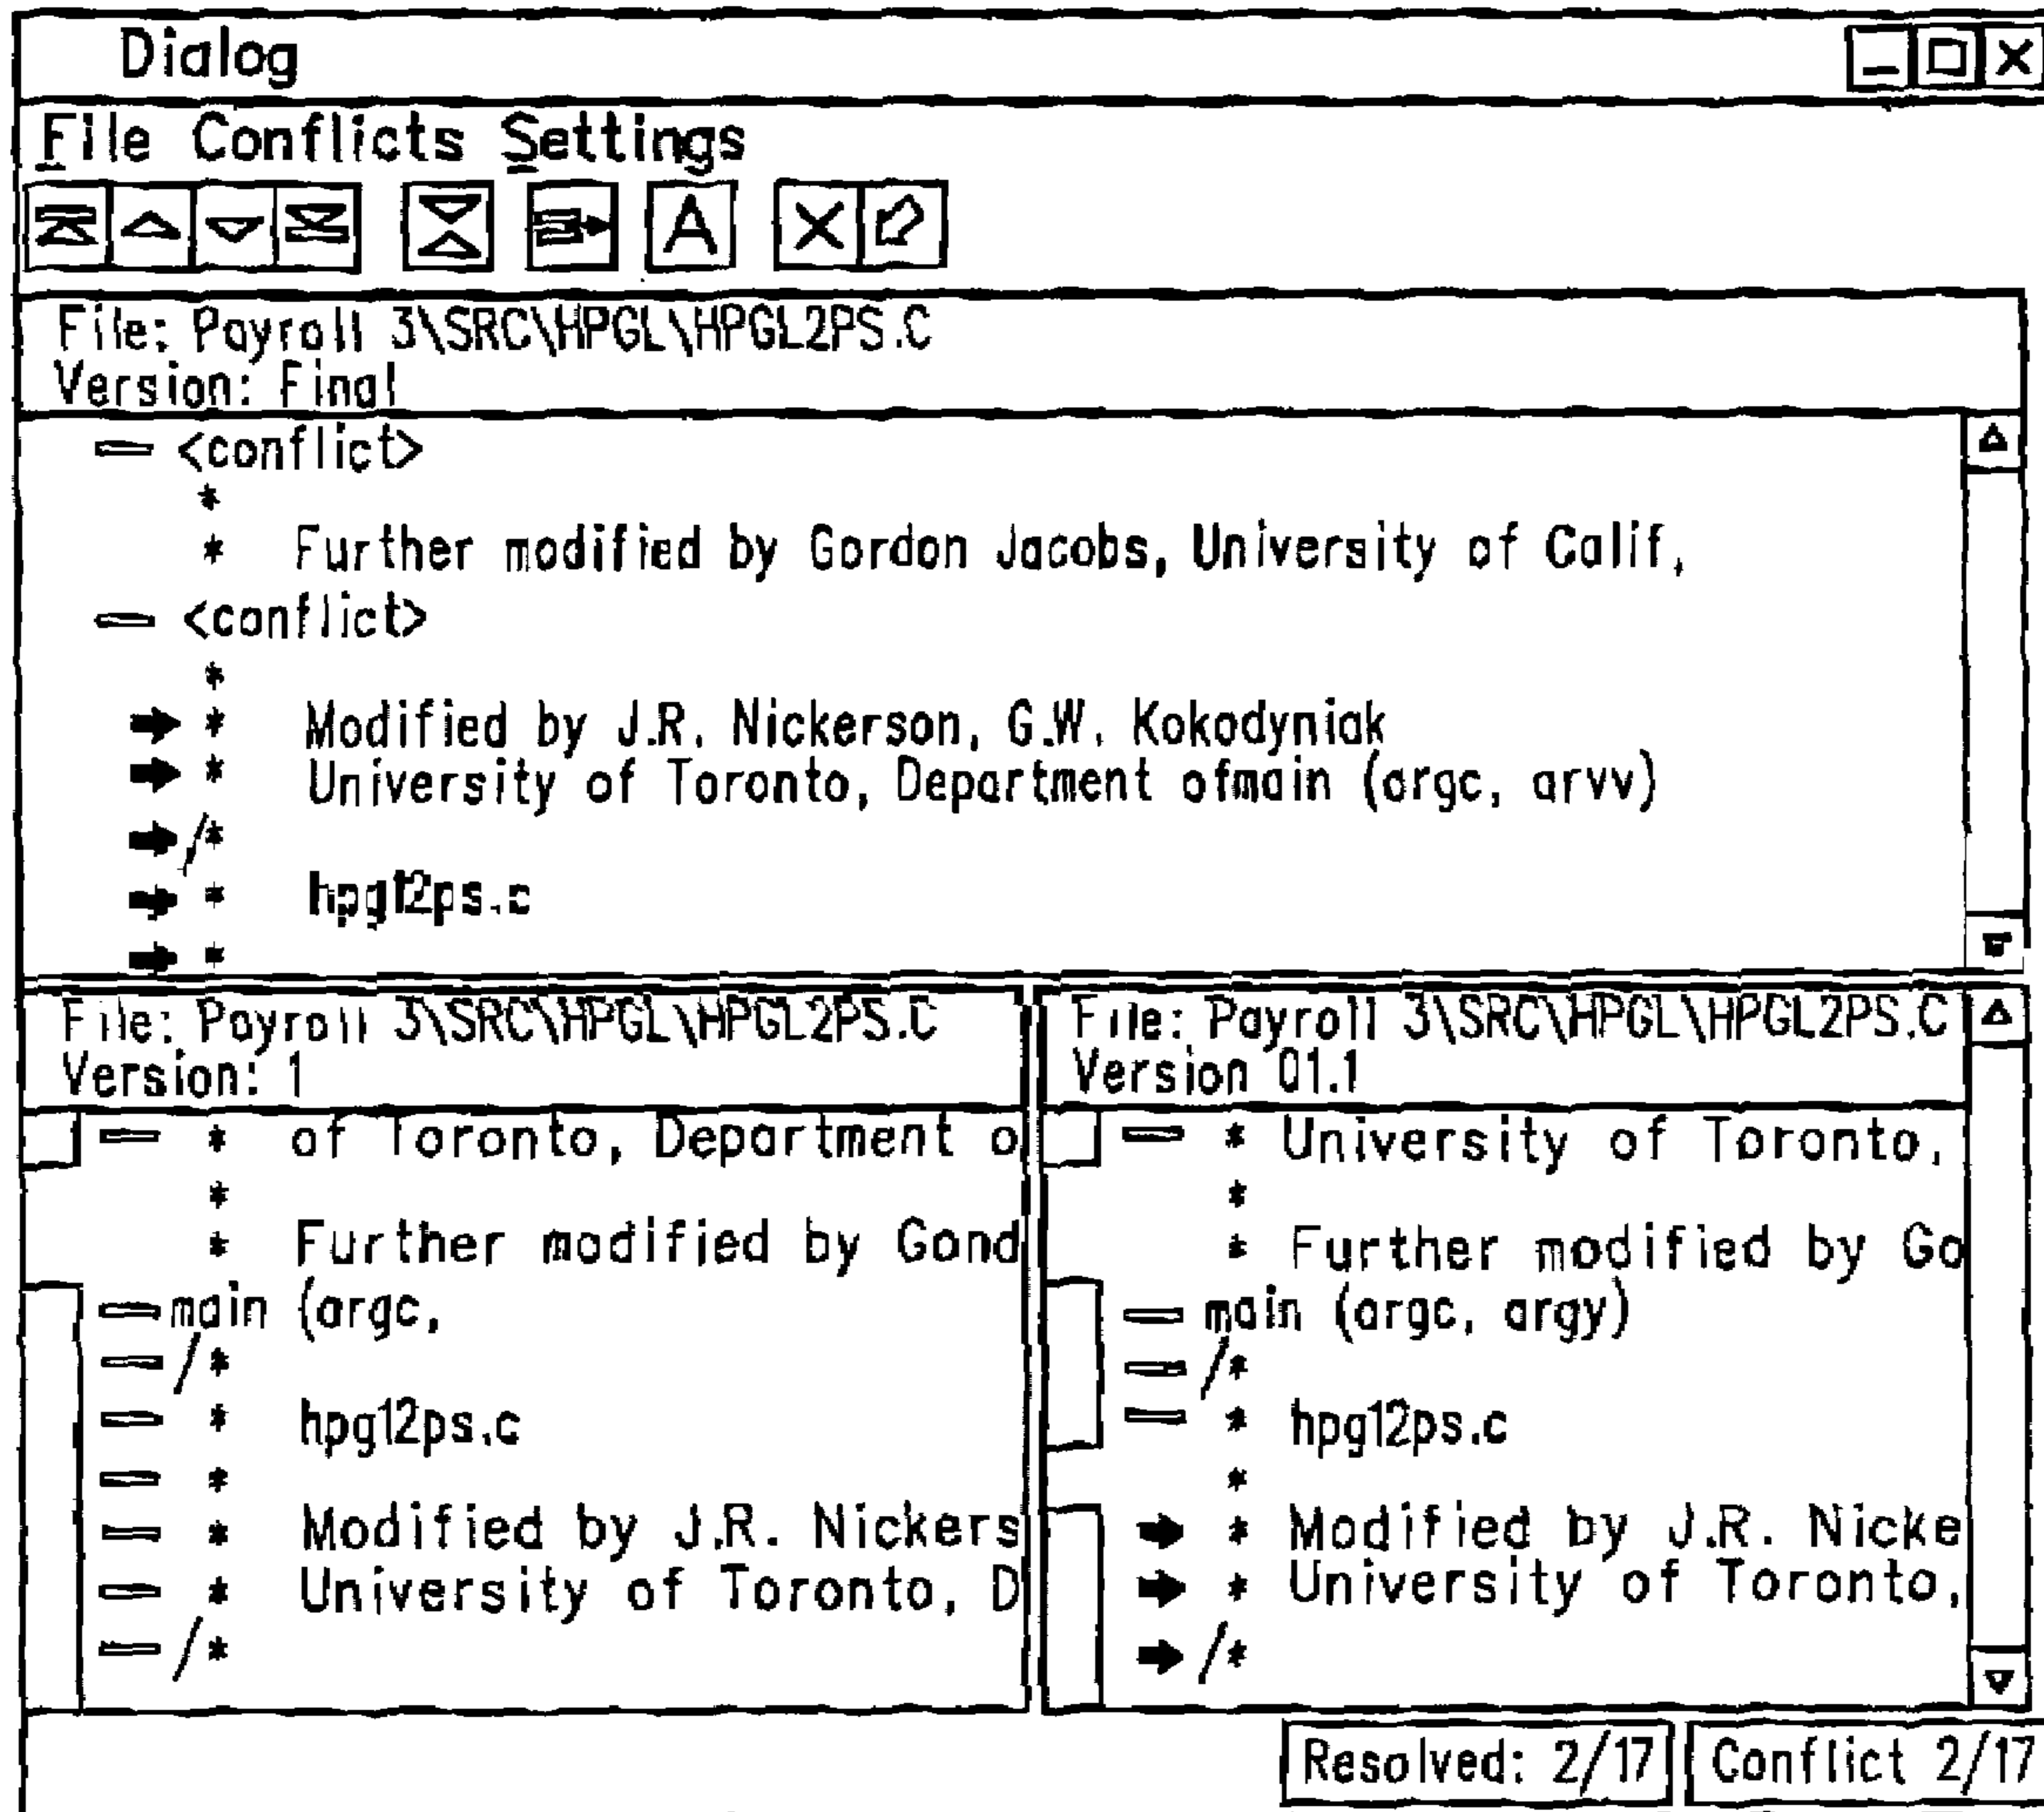 Dialog
File Conflicts Settings
A
File: Payroll 3\SRC\HPGL\HPGL2PS.C
Version: Final
<conflict>
*
* Further modified by Gordon Jacobs, University of Calif,
<conflict>
*
* Modified by J.R. Nickerson, G.W. Kokodyniak
* University of Toronto, Department ofmain (argc, arvv)
/*
* hpg12ps.c
*
File: Payroll 3\SRC\HPGL\HPGL2PS.C
Version: 1
* of Toronto, Department o
*
* Further modified by Gond
main (argc,
/*
* hpg12ps.c
*
* Modified by J.R. Nickers
* University of Toronto, D
/*
File: Payroll 3\SRC\HPGL\HPGL2PS.C
Version 01.1
* University of Toronto,
*
* Further modified by Go
main (argc, argy)
/*
* hpg12ps.c
*
* Modified by J.R. Nicke
* University of Toronto,
/*
Resolved: 2/17
Conflict 2/17